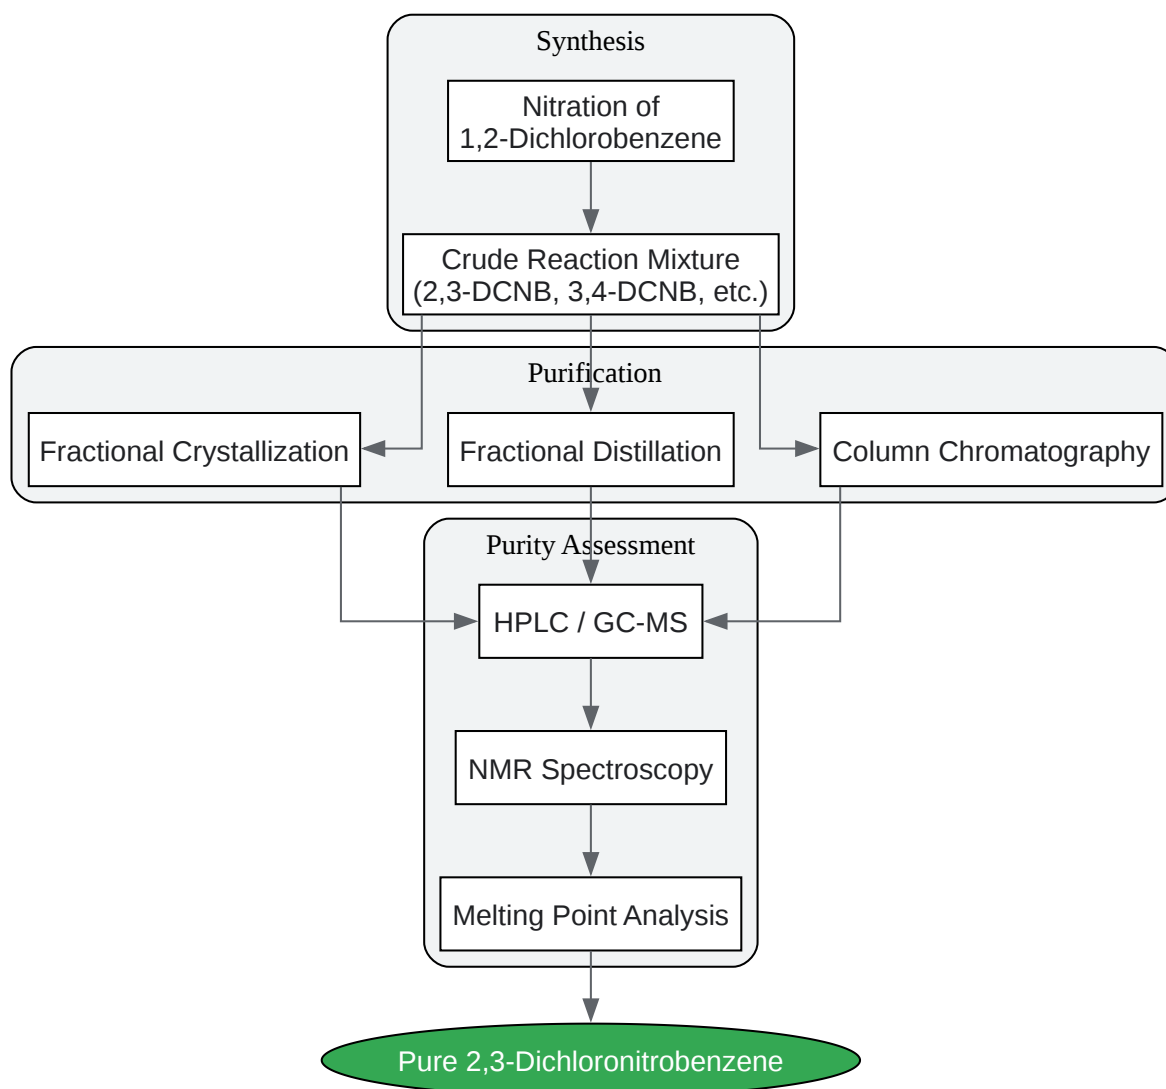 Synthesis
Nitration of
1,2-Dichlorobenzene
Crude Reaction Mixture
(2,3-DCNB, 3,4-DCNB, etc.)
Purification
Fractional Crystallization
Fractional Distillation
Column Chromatography
Purity Assessment
HPLC / GC-MS
NMR Spectroscopy
Melting Point Analysis
Pure 2,3-Dichloronitrobenzene